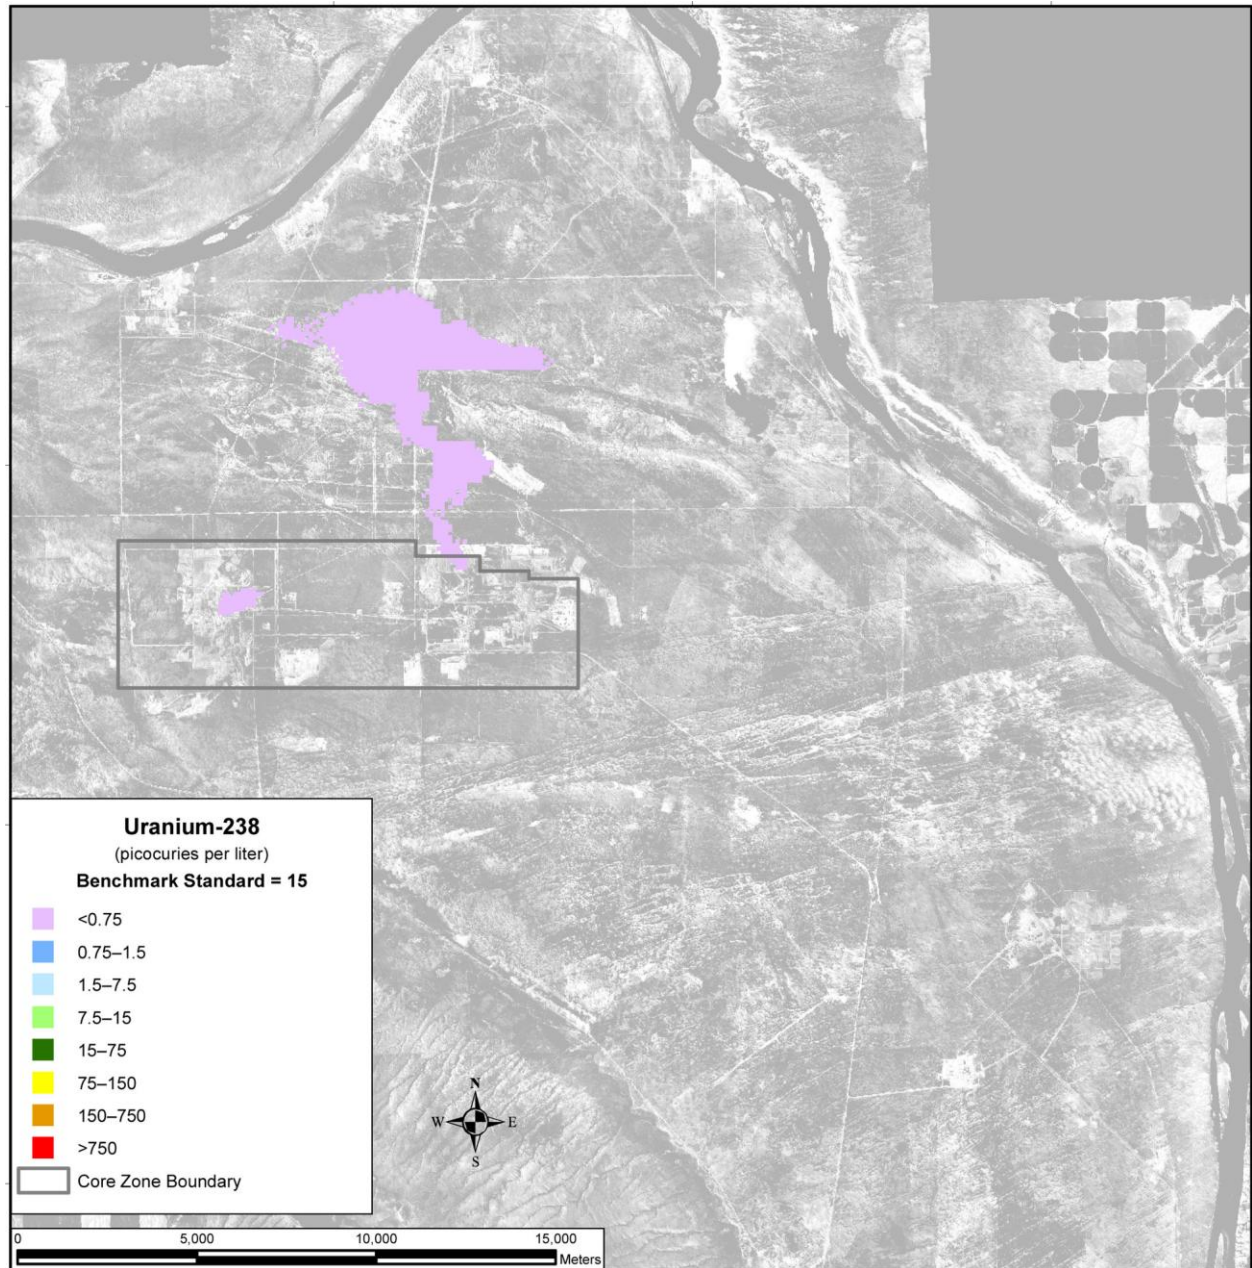 Uranium-238
(picocuries per liter)
Benchmark Standard = 15
<0.75
0.75–1.5
1.5–7.5
7.5–15
15–75
75–150
150–750
>750
Core Zone Boundary
N
W E
S
0 5,000 10,000 15,000
Meters